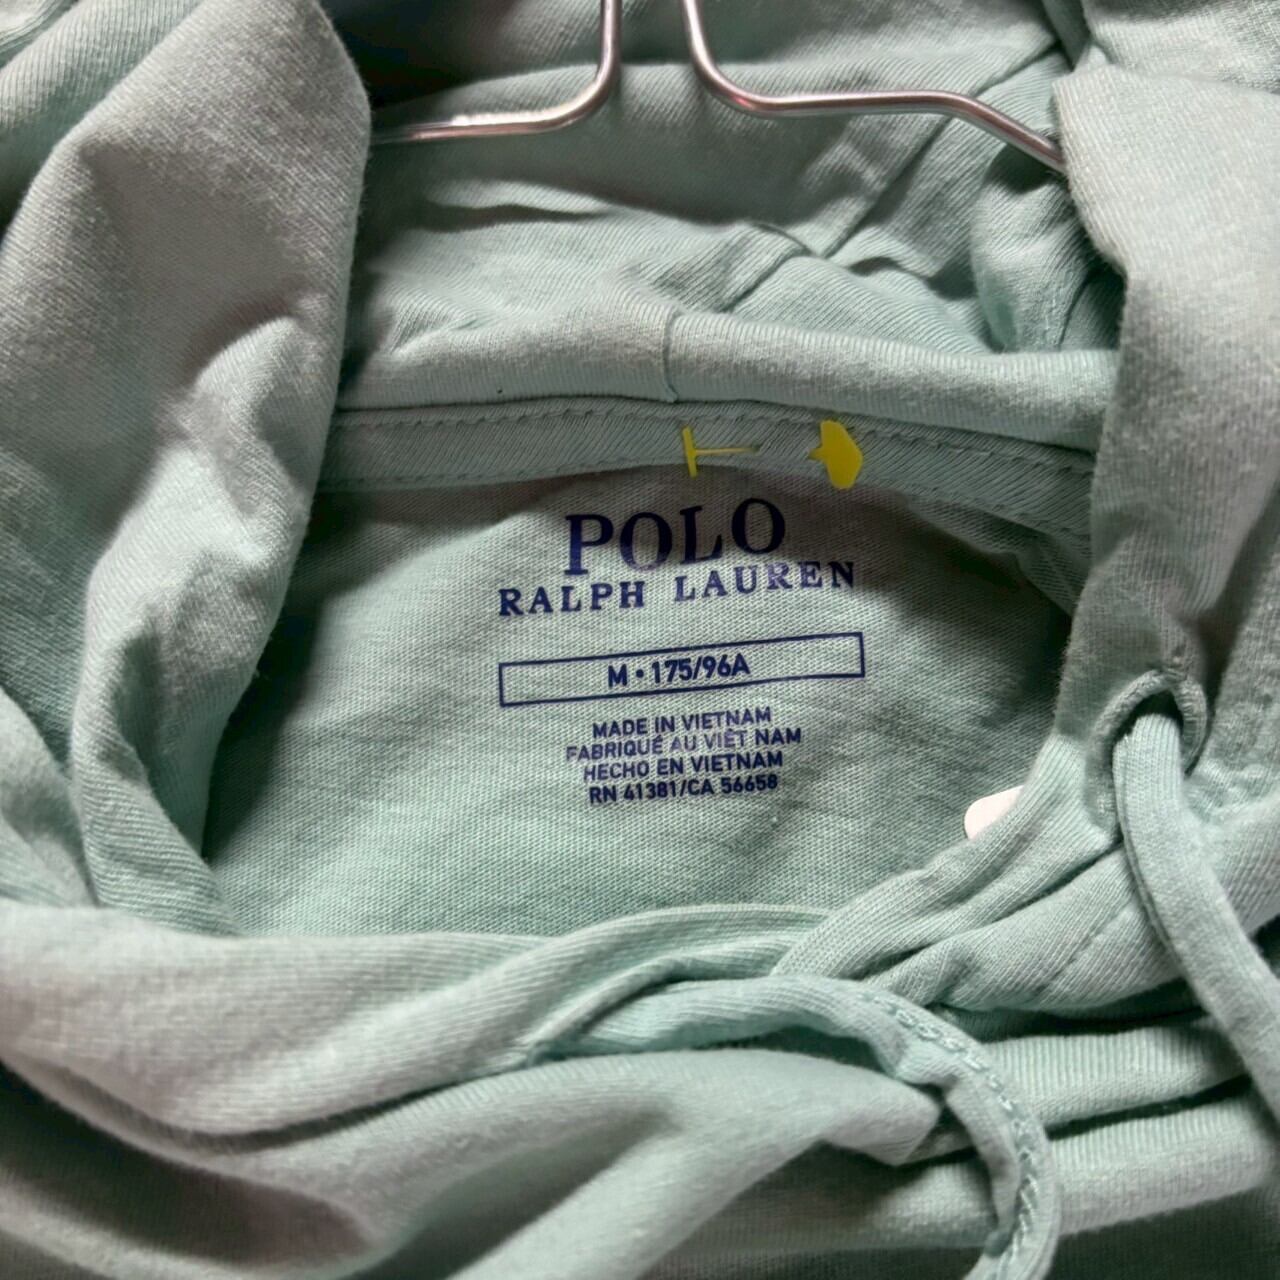 POLO
RALPH LAUREN
M • 175/96A
MADE IN VIETNAM
FABRIQUÉ AU VIÊT NAM
HECHO EN VIETNAM
RN 41381/CA 56658